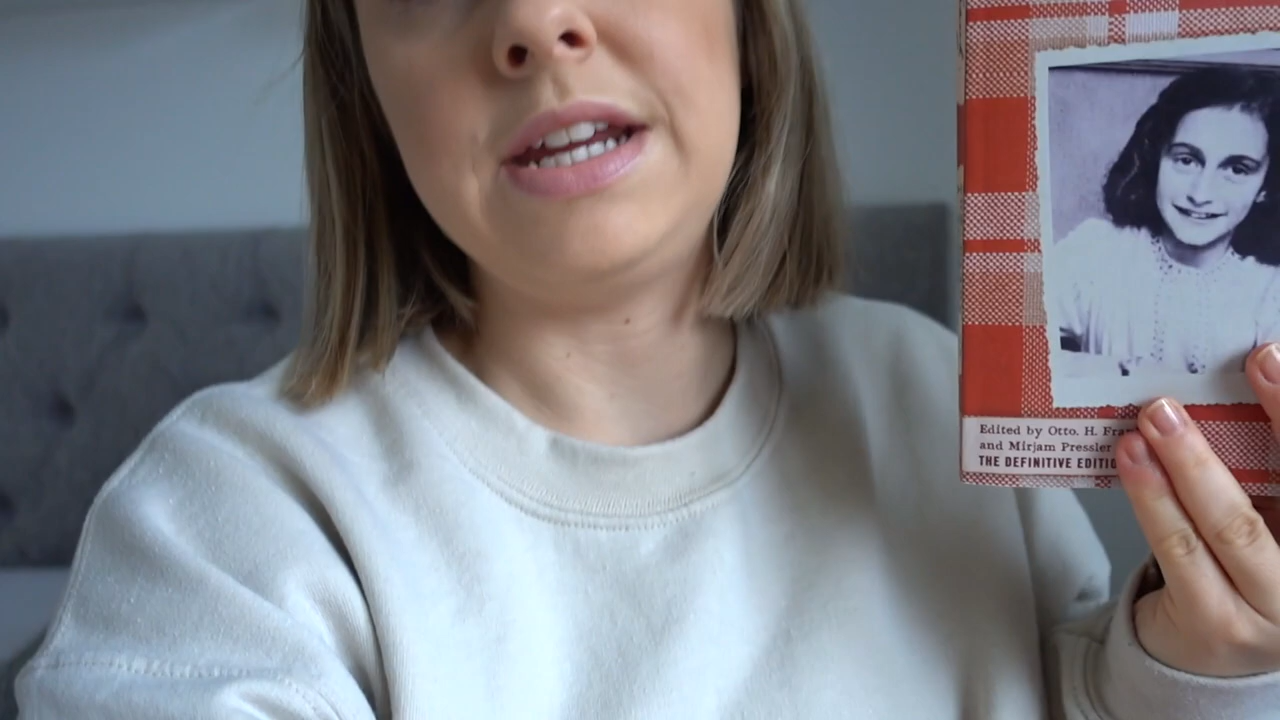 Edited by Otto. H.
and Mirjam Pressler
THE DEFINITIVE